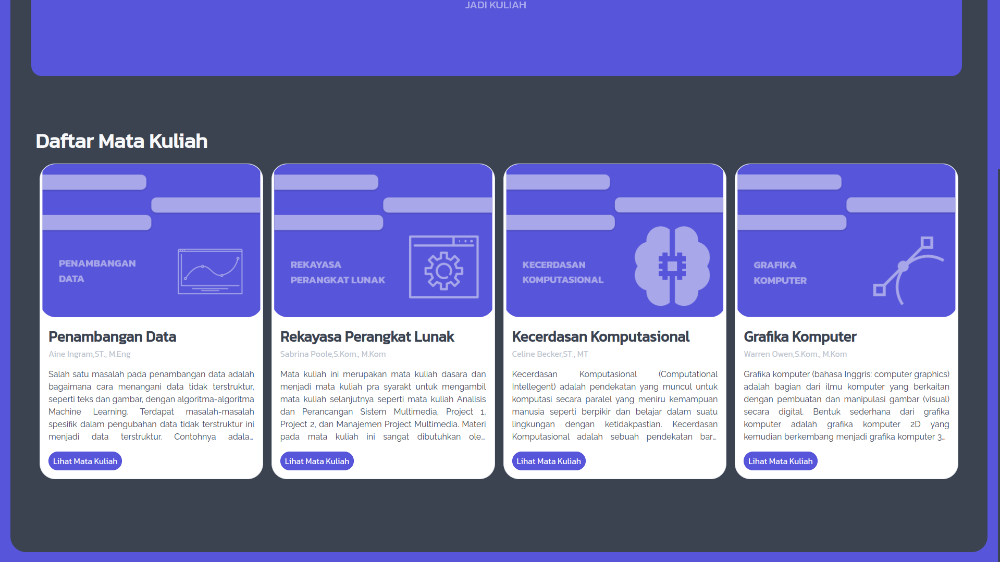 JADI KULIAH
Daftar Mata Kuliah
PENAMBANGAN
DATA
Penambangan Data
Aine Ingram,ST., M.Eng
Salah satu masalah pada penambangan data adalah
bagaimana cara menangani data tidak terstruktur,
seperti teks dan gambar, dengan algoritma-algoritma
Machine Learning. Terdapat masalah-masalah
spesifik dalam pengubahan data tidak terstruktur ini
menjadi data terstruktur. Contohnya adala...
Lihat Mata Kuliah
REKAYASA
PERANGKAT LUNAK
Rekayasa Perangkat Lunak
Sabrina Poole,S.Kom., M.Kom
Mata kuliah ini merupakan mata kuliah dasara dan
menjadi mata kuliah pra syarakt untuk mengambil
mata kuliah selanjutnya seperti mata kuliah Analisis
dan Perancangan Sistem Multimedia, Project 1,
Project 2, dan Manajemen Project Multimedia. Materi
pada mata kuliah ini sangat dibutuhkan ole...
Lihat Mata Kuliah
KECERDASAN
KOMPUTASIONAL
Kecerdasan Komputasional
Celine Becker,ST., MT
Kecerdasan Komputasional (Computational
Intellegent) adalah pendekatan yang muncul untuk
komputasi secara paralel yang meniru kemampuan
manusia seperti berpikir dan belajar dalam suatu
lingkungan dengan ketidakpastian. Kecerdasan
Komputasional adalah sebuah pendekatan bar...
Lihat Mata Kuliah
GRAFIKA
KOMPUTER
Grafika Komputer
Warren Owen,S.Kom., M.Kom
Grafika komputer (bahasa Inggris: computer graphics)
adalah bagian dari ilmu komputer yang berkaitan
dengan pembuatan dan manipulasi gambar (visual)
secara digital. Bentuk sederhana dari grafika
komputer adalah grafika komputer 2D yang
kemudian berkembang menjadi grafika komputer 3...
Lihat Mata Kuliah